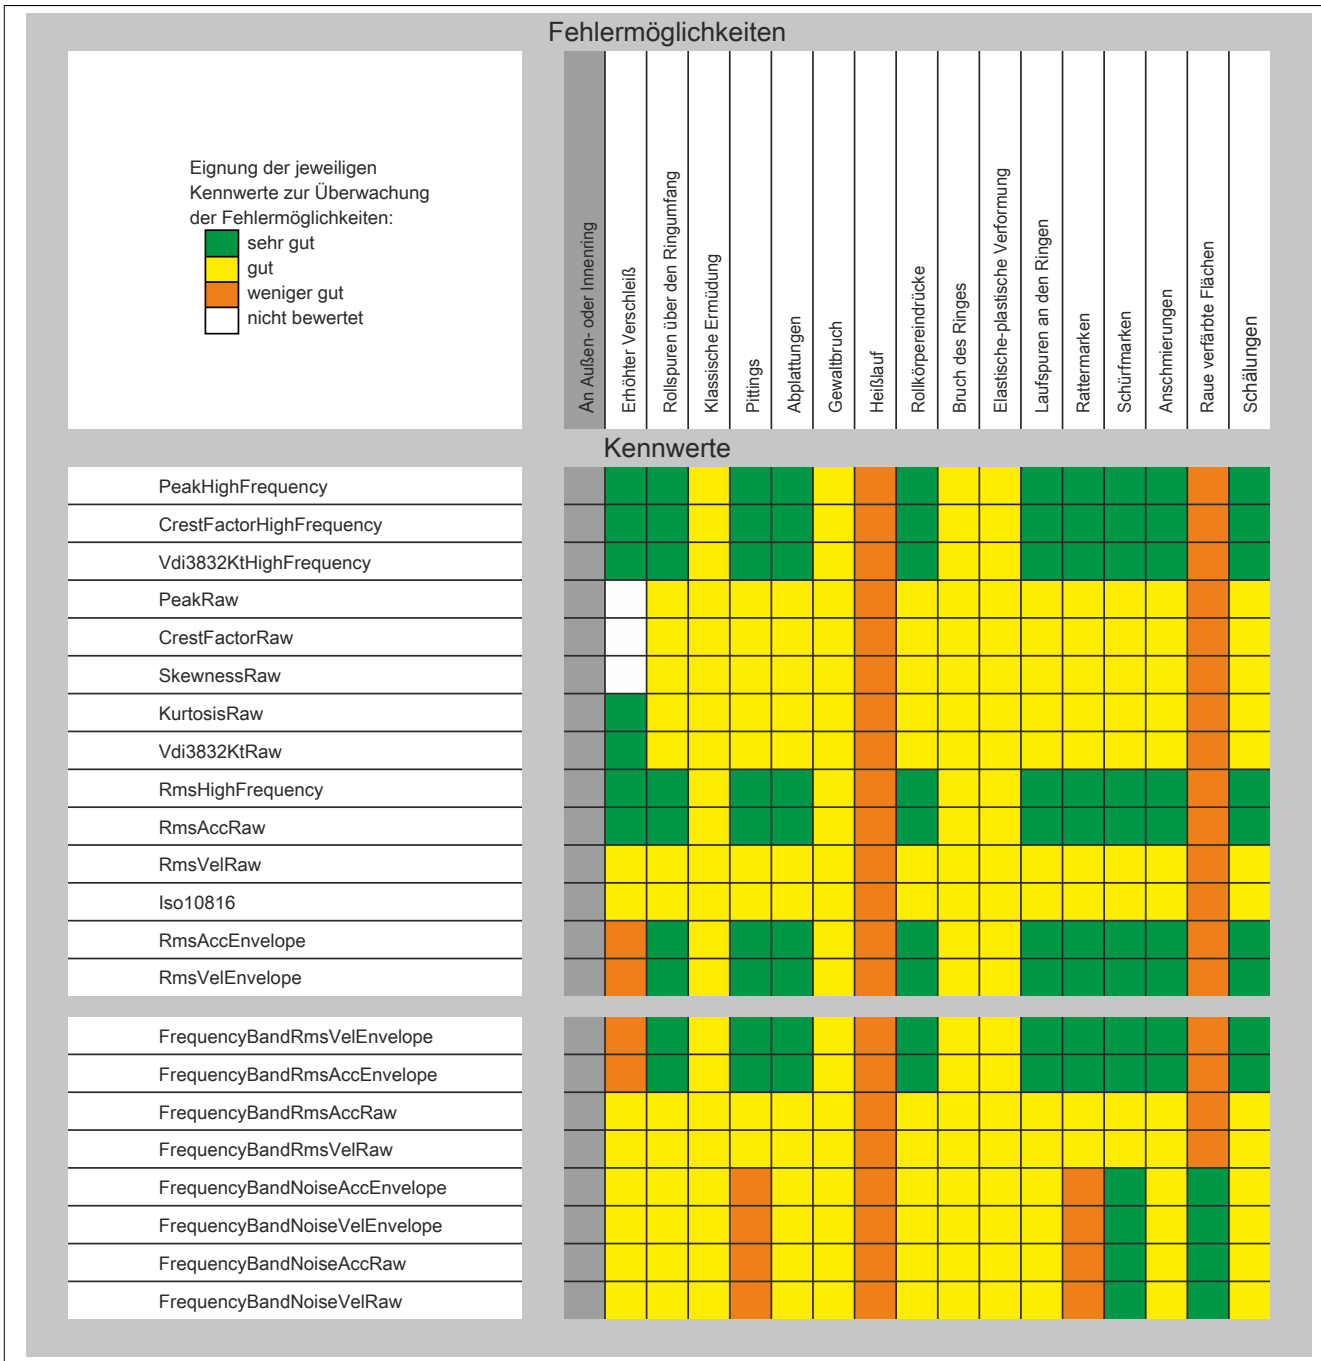 Fehlermöglichkeiten
Eignung der jeweiligen
Kennwerte zur Überwachung
der Fehlermöglichkeiten:
sehr gut
gut
weniger gut
nicht bewertet
An Außen- oder Innenring
Erhöhter Verschleiß
Rollspuren über den Ringumfang
Klassische Ermüdung
Pittings
Abplattungen
Gewaltbruch
Heißlauf
Rollkörpereindrücke
Bruch des Ringes
Elastische-plastische Verformung
Laufspuren an den Ringen
Rattermarken
Schürfmarken
Anschmierungen
Raue verfärbte Flächen
Schälungen
Kennwerte
PeakHighFrequency
CrestFactorHighFrequency
Vdi3832KtHighFrequency
PeakRaw
CrestFactorRaw
SkewnessRaw
KurtosisRaw
Vdi3832KtRaw
RmsHighFrequency
RmsAccRaw
RmsVelRaw
Iso10816
RmsAccEnvelope
RmsVelEnvelope
FrequencyBandRmsVelEnvelope
FrequencyBandRmsAccEnvelope
FrequencyBandRmsAccRaw
FrequencyBandRmsVelRaw
FrequencyBandNoiseAccEnvelope
FrequencyBandNoiseVelEnvelope
FrequencyBandNoiseAccRaw
FrequencyBandNoiseVelRaw